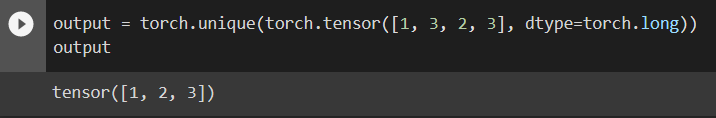 output = torch.unique(torch.tensor([1, 3, 2, 3], dtype=torch.long))
output
tensor([1, 2, 3])